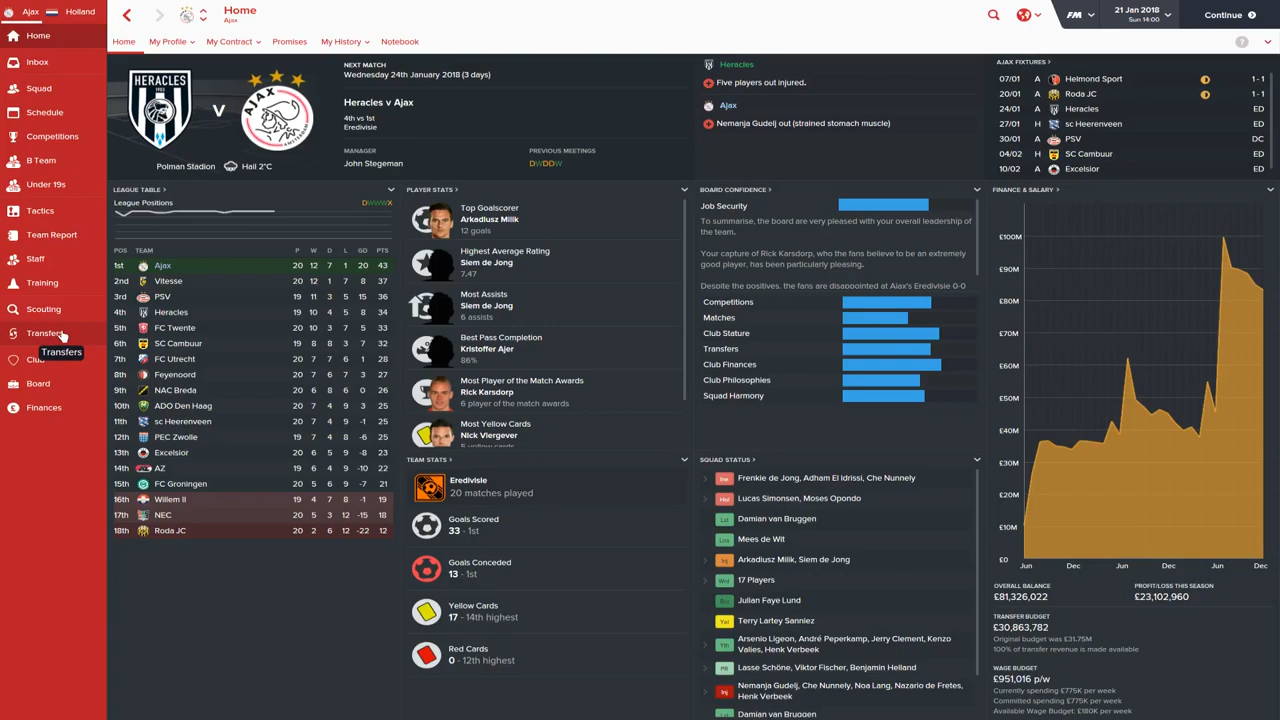 Ajax
Holland
Home
Ajax
21 Jan 2018
Sun 14:00
FM
Continue
Home
Inbox
Squad
Schedule
Competitions
B Team
Under 19s
Tactics
Team Report
Staff
Training
Scouting
Transfers
Transfers
Board
Finances
Home
My Profile
My Contract
Promises
My History
Notebook
HERACLES
V
AJAX
Polman Stadion
Hail 2°C
NEXT MATCH
Wednesday 24th January 2018 (3 days)
Heracles v Ajax
4th vs 1st
Eredivisie
MANAGER
John Stegeman
PREVIOUS MEETINGS
DWDDW
Heracles
Five players out injured.
Ajax
Nemanja Gudelj out (strained stomach muscle)
AJAX FIXTURES
07/01 A Helmond Sport 1-1
20/01 A Roda JC 1-1
24/01 A Heracles ED
27/01 H sc Heerenveen ED
30/01 A PSV DC
04/02 H SC Cambuur ED
10/02 A Excelsior ED
LEAGUE TABLE
League Positions
DWWWX
POS TEAM P W D L GD PTS
1st Ajax 20 12 7 1 20 43
2nd Vitesse 20 11 4 5 8 37
3rd PSV 19 11 3 5 15 36
4th Heracles 19 10 4 5 8 34
5th FC Twente 20 10 3 7 5 33
6th SC Cambuur 19 8 8 3 7 32
7th FC Utrecht 20 7 7 6 1 28
8th Feyenoord 20 7 6 7 3 27
9th NAC Breda 20 6 8 6 0 26
10th ADO Den Haag 20 7 4 9 3 25
11th sc Heerenveen 20 7 4 9 -1 25
12th PEC Zwolle 19 7 4 8 -6 25
13th Excelsior 20 6 5 9 -8 23
14th AZ 19 6 4 9 -10 22
15th FC Groningen 20 5 6 9 -7 21
16th Willem II 19 4 7 8 -1 19
17th NEC 20 5 3 12 -15 18
18th Roda JC 20 2 6 12 -22 12
PLAYER STATS
Top Goalscorer
Arkadiusz Milik
12 goals
Highest Average Rating
Siem de Jong
7.47
Most Assists
Siem de Jong
6 assists
Best Pass Completion
Kristoffer Ajer
86%
Most Player of the Match Awards
Rick Karsdorp
6 player of the match awards
Most Yellow Cards
Nick Viergever
5 yellow cards
TEAM STATS
Eredivisie
20 matches played
Goals Scored
33 - 1st
Goals Conceded
13 - 1st
Yellow Cards
17 - 14th highest
Red Cards
0 - 12th highest
BOARD CONFIDENCE
Job Security
To summarise, the board are very pleased with your overall leadership of
the team.
Your capture of Rick Karsdorp, who the fans believe to be an extremely
good player, has been particularly pleasing.
Despite the positives, the fans are disappointed at Ajax's Eredivisie 0-0
Competitions
Matches
Club Stature
Transfers
Club Finances
Club Philosophies
Squad Harmony
SQUAD STATUS
Frenkie de Jong, Adham El Idrissi, Che Nunnely
Lucas Simonsen, Moses Opondo
Damian van Bruggen
Mees de Wit
Arkadiusz Milik, Siem de Jong
17 Players
Julian Faye Lund
Terry Lartey Sanniez
Arsenio Ligeon, André Peperkamp, Jerry Clement, Kenzo
Valies, Henk Verbeek
Lasse Schöne, Viktor Fischer, Benjamin Helland
Nemanja Gudelj, Che Nunnely, Noa Lang, Nazario de Fretes,
Henk Verbeek
Damian van Bruggen
FINANCE & SALARY
£100M
£90M
£80M
£70M
£60M
£50M
£40M
£30M
£20M
£10M
£0
Jun Dec Jun Dec Jun Dec
OVERALL BALANCE
£81,326,022
PROFIT/LOSS THIS SEASON
£23,102,960
TRANSFER BUDGET
£30,863,782
Original budget was £31.75M
100% of transfer revenue is made available
WAGE BUDGET
£951,016 p/w
Currently spending £775K per week
Committed spending £775K per week
Available Wage Budget: £180K per week